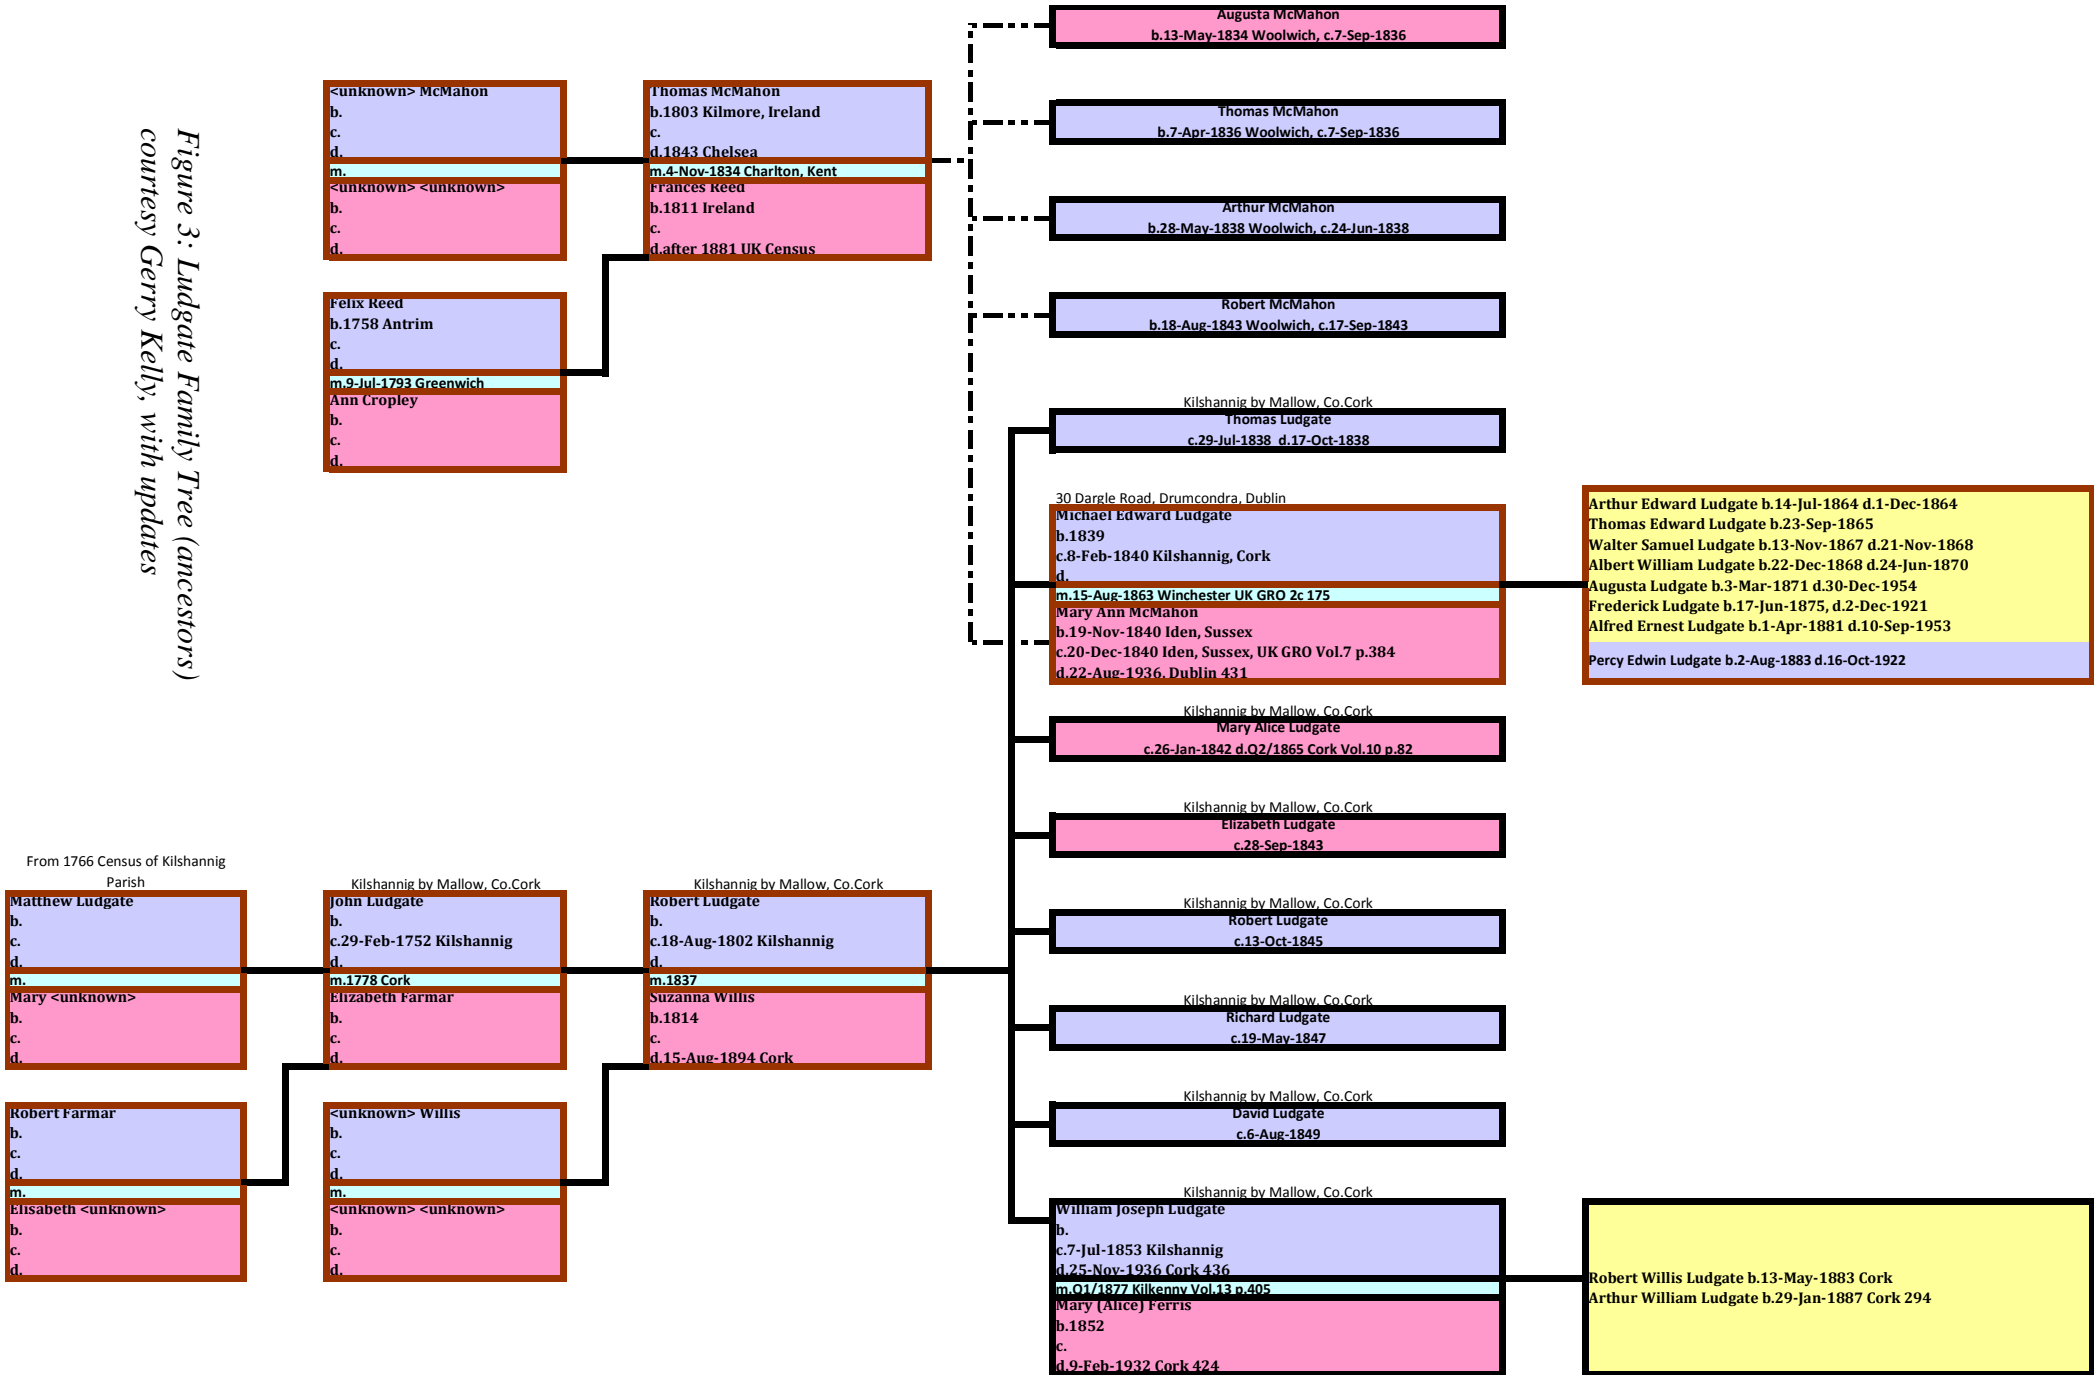 Figure 3: Ludgate Family Tree (ancestors)
courtesy Gerry Kelly, with updates
<unknown> McMahon
b.
c.
d.
m.
<unknown> <unknown>
b.
c.
d.
Felix Reed
b.1758 Antrim
c.
d.
m.9-Jul-1793 Greenwich
Ann Cropley
b.
c.
d.
Thomas McMahon
b.1803 Kilmore, Ireland
c.
d.1843 Chelsea
m.4-Nov-1834 Charlton, Kent
Frances Reed
b.1811 Ireland
c.
d.after 1881 UK Census
Augusta McMahon
b.13-May-1834 Woolwich, c.7-Sep-1836
Thomas McMahon
b.7-Apr-1836 Woolwich, c.7-Sep-1836
Arthur McMahon
b.28-May-1838 Woolwich, c.24-Jun-1838
Robert McMahon
b.18-Aug-1843 Woolwich, c.17-Sep-1843
Kilshannig by Mallow, Co.Cork
Thomas Ludgate
c.29-Jul-1838 d.17-Oct-1838
30 Dargle Road, Drumcondra, Dublin
Michael Edward Ludgate
b.1839
c.8-Feb-1840 Kilshannig, Cork
d.
m.15-Aug-1863 Winchester UK GRO 2c 175
Mary Ann McMahon
b.19-Nov-1840 Iden, Sussex
c.20-Dec-1840 Iden, Sussex, UK GRO Vol.7 p.384
d.22-Aug-1936, Dublin 431
Arthur Edward Ludgate b.14-Jul-1864 d.1-Dec-1864
Thomas Edward Ludgate b.23-Sep-1865
Walter Samuel Ludgate b.13-Nov-1867 d.21-Nov-1868
Albert William Ludgate b.22-Dec-1868 d.24-Jun-1870
Augusta Ludgate b.3-Mar-1871 d.30-Dec-1954
Frederick Ludgate b.17-Jun-1875, d.2-Dec-1921
Alfred Ernest Ludgate b.1-Apr-1881 d.10-Sep-1953
Percy Edwin Ludgate b.2-Aug-1883 d.16-Oct-1922
Kilshannig by Mallow, Co.Cork
Mary Alice Ludgate
c.26-Jan-1842 d.Q2/1865 Cork Vol.10 p.82
Kilshannig by Mallow, Co.Cork
Elizabeth Ludgate
c.28-Sep-1843
Kilshannig by Mallow, Co.Cork
Robert Ludgate
c.13-Oct-1845
Kilshannig by Mallow, Co.Cork
Richard Ludgate
c.19-May-1847
Kilshannig by Mallow, Co.Cork
David Ludgate
c.6-Aug-1849
Kilshannig by Mallow, Co.Cork
William Joseph Ludgate
b.
c.7-Jul-1853 Kilshannig
d.25-Nov-1936 Cork 436
m.Q1/1877 Kilkenny Vol.13 p.405
Mary (Alice) Ferris
b.1852
c.
d.9-Feb-1932 Cork 424
Robert Willis Ludgate b.13-May-1883 Cork
Arthur William Ludgate b.29-Jan-1887 Cork 294
From 1766 Census of Kilshannig
Parish
Matthew Ludgate
b.
c.
d.
m.
Mary <unknown>
b.
c.
d.
Robert Farmar
b.
c.
d.
m.
Elisabeth <unknown>
b.
c.
d.
Kilshannig by Mallow, Co.Cork
John Ludgate
b.
c.29-Feb-1752 Kilshannig
d.
m.1778 Cork
Elizabeth Farmar
b.
c.
d.
<unknown> Willis
b.
c.
d.
m.
<unknown> <unknown>
b.
c.
d.
Kilshannig by Mallow, Co.Cork
Robert Ludgate
b.
c.18-Aug-1802 Kilshannig
d.
m.1837
Suzanna Willis
b.1814
c.
d.15-Aug-1894 Cork